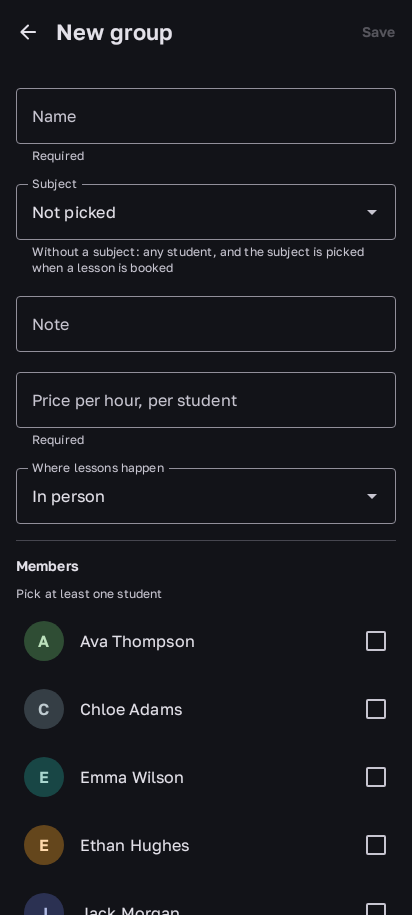 New group
Save
Name
Required
Subject
Not picked
Without a subject: any student, and the subject is picked
when a lesson is booked
Note
Price per hour, per student
Required
Where lessons happen
In person
Members
Pick at least one student
A
Ava Thompson
C
Chloe Adams
E
Emma Wilson
E
Ethan Hughes
J
Jack Morgan